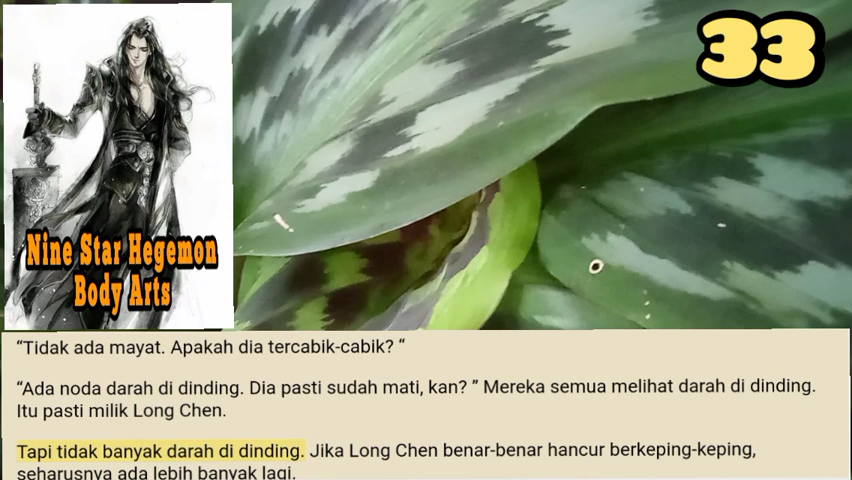 33
Nine Star Hegemon
Body Arts
“Tidak ada mayat. Apakah dia tercabik-cabik? “
“Ada noda darah di dinding. Dia pasti sudah mati, kan? ” Mereka semua melihat darah di dinding.
Itu pasti milik Long Chen.
Tapi tidak banyak darah di dinding. Jika Long Chen benar-benar hancur berkeping-keping,
seharusnya ada lebih banyak lagi.